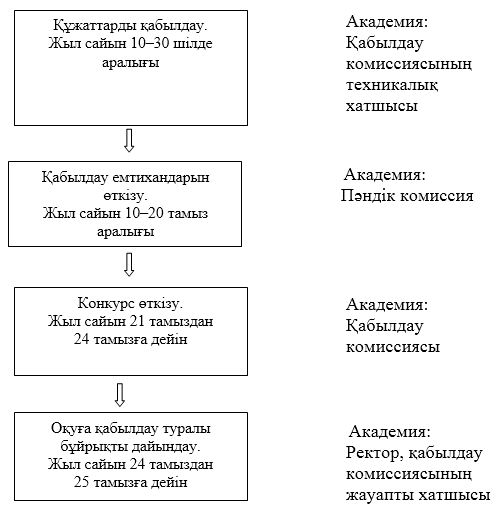 Құжаттарды қабылдау.
Жыл сайын 10–30 шілде
аралығы
Академия:
Қабылдау
комиссиясының
техникалық
хатшысы
Қабылдау емтихандарын
өткізу.
Жыл сайын 10–20 тамыз
аралығы
Академия:
Пәндік комиссия
Конкурс өткізу.
Жыл сайын 21 тамыздан
24 тамызға дейін
Академия:
Қабылдау
комиссиясы
Оқуға қабылдау туралы
бұйрықты дайындау.
Жыл сайын 24 тамыздан
25 тамызға дейін
Академия:
Ректор, қабылдау
комиссиясының
жауапты хатшысы